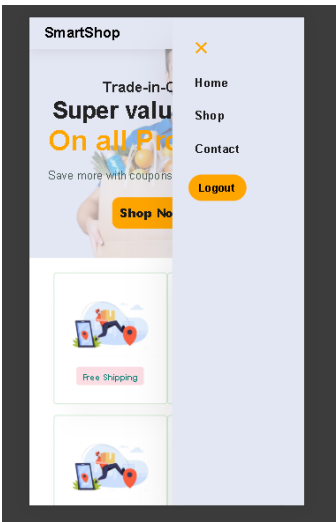 SmartShop
Trade-in-
Super valu
On all Pro
Save more with coupons
Shop No
Free Shipping
×
Home
Shop
Contact
Logout